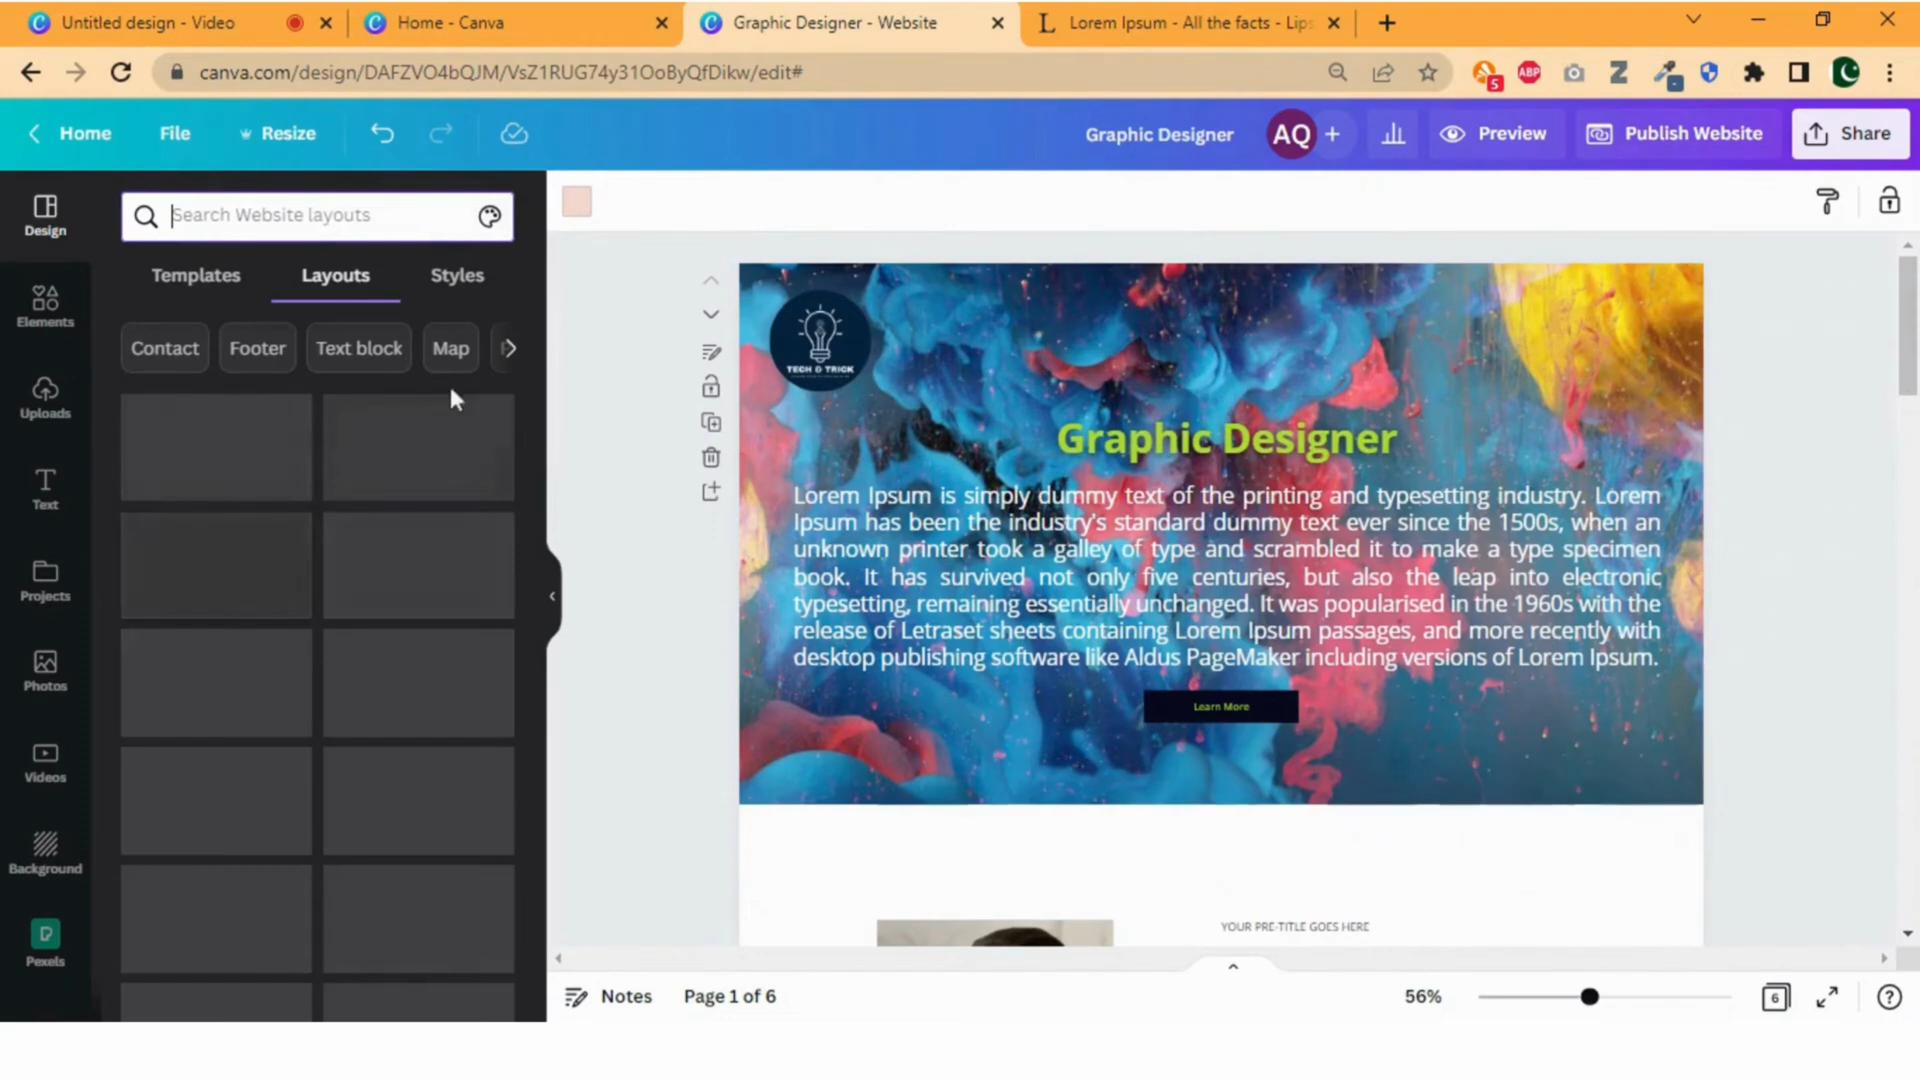 Untitled design - Video
Home - Canva
Graphic Designer - Website
Lorem Ipsum - All the facts - Lips
canva.com/design/DAFZVO4bQJM/VsZ1RUG74y31OoByQfDikw/edit#
5
ABP
Z
Home
File
Resize
Graphic Designer
AQ
Preview
Publish Website
Share
Design
Elements
Uploads
Text
Projects
Photos
Videos
Background
Pexels
Search Website layouts
Templates
Layouts
Styles
Contact
Footer
Text block
Map
TECH & TRICK
Graphic Designer
Lorem Ipsum is simply dummy text of the printing and typesetting industry. Lorem
Ipsum has been the industry's standard dummy text ever since the 1500s, when an
unknown printer took a galley of type and scrambled it to make a type specimen
book. It has survived not only five centuries, but also the leap into electronic
typesetting, remaining essentially unchanged. It was popularised in the 1960s with the
release of Letraset sheets containing Lorem Ipsum passages, and more recently with
desktop publishing software like Aldus PageMaker including versions of Lorem Ipsum.
Learn More
YOUR PRE-TITLE GOES HERE
Notes
Page 1 of 6
56%
6